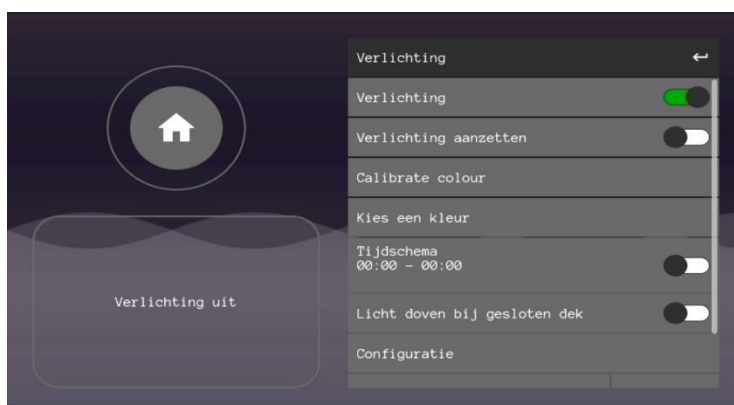 Verlichting
Verlichting
Verlichting aanzetten
Calibrate colour
Kies een kleur
Tijdschema
00:00 - 00:00
Licht doven bij gesloten dek
Configuratie
Verlichting uit